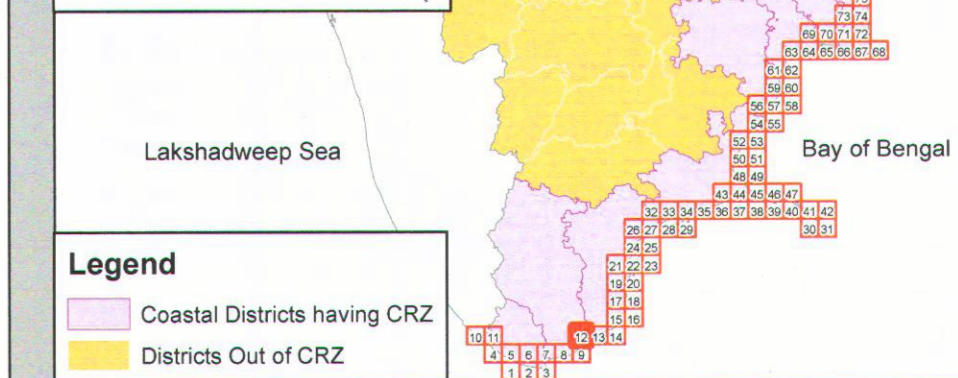 73 74
69 70 71 72
63 64 65 66 67 68
61 62
59 60
56 57 58
54 55
52 53
Lakshadweep Sea
Bay of Bengal
50 51
48 49
43 44 45 46 47
32 33 34 35 36 37 38 39 40 41 42
26 27 28 29
30 31
24 25
Legend
21 22 23
19 20
Coastal Districts having CRZ
17 18
15 16
10 11
12 13 14
Districts Out of CRZ
4 5 6 7 8 9
1 2 3